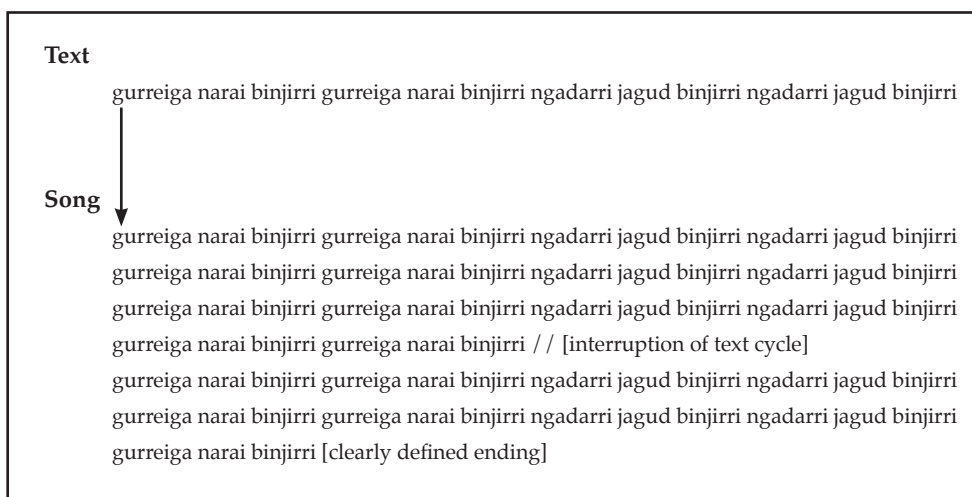 Text
gurreiga narai binjirri gurreiga narai binjirri ngadarri jagud binjirri ngadarri jagud binjirri
Song
gurreiga narai binjirri gurreiga narai binjirri ngadarri jagud binjirri ngadarri jagud binjirri
gurreiga narai binjirri gurreiga narai binjirri ngadarri jagud binjirri ngadarri jagud binjirri
gurreiga narai binjirri gurreiga narai binjirri ngadarri jagud binjirri ngadarri jagud binjirri
gurreiga narai binjirri gurreiga narai binjirri // [interruption of text cycle]
gurreiga narai binjirri gurreiga narai binjirri ngadarri jagud binjirri ngadarri jagud binjirri
gurreiga narai binjirri gurreiga narai binjirri ngadarri jagud binjirri ngadarri jagud binjirri
gurreiga narai binjirri [clearly defined ending]